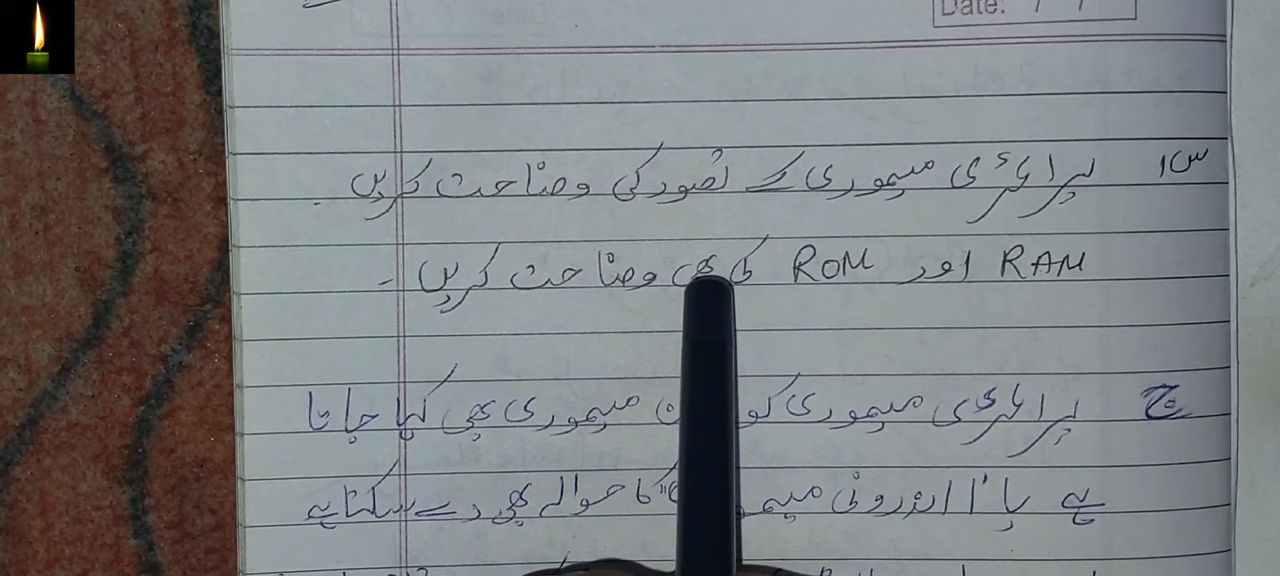 Date: / /
س1 پرائمری میموری کے تصور کی وضاحت کریں۔
RAM اور ROM کی بھی وضاحت کریں۔
ج پرائمری میموری کو میموری بھی کہا جاتا
ہے یا "اندرونی کا حوالہ بھی دے سکتا ہے